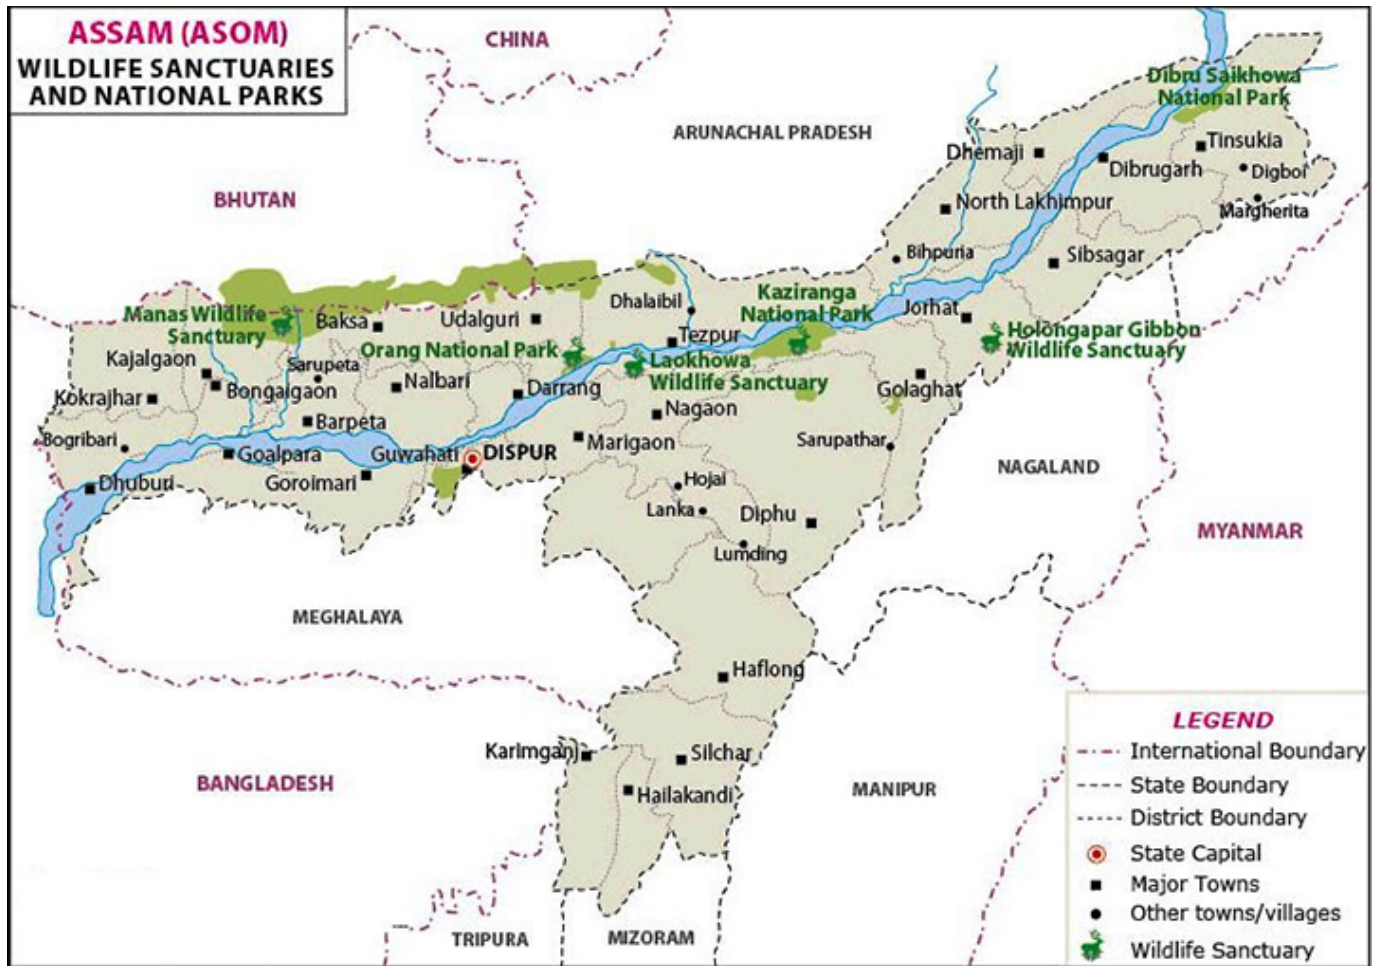 ASSAM (ASOM)
WILDLIFE SANCTUARIES
AND NATIONAL PARKS
CHINA
Dibru Saikhowa
National Park
ARUNACHAL PRADESH
Dhemaji
Tinsukia
Dibrugarh
Digboi
BHUTAN
North Lakhimpur
Margherita
Bihpuria
Sibsagar
Manas Wildlife
Sanctuary
Baksa
Udalguri
Dhalaibil
Kaziranga
National Park
Jorhat
Tezpur
Holongapar Gibbon
Wildlife Sanctuary
Kajalgaon
Sarupeta
Orang National Park
Laokhowa
Wildlife Sanctuary
Kokrajhar
Bongaigaon
Nalbari
Darrang
Golaghat
Barpeta
Nagaon
Bogribari
Goalpara
Guwahati
DISPUR
Marigaon
Sarupathar
Dhuburi
Goroimari
Hojai
NAGALAND
Lanka
Diphu
MYANMAR
Lumding
MEGHALAYA
Haflong
Karimganj
Silchar
BANGLADESH
Hailakandi
MANIPUR
TRIPURA
MIZORAM
LEGEND
International Boundary
State Boundary
District Boundary
State Capital
Major Towns
Other towns/villages
Wildlife Sanctuary